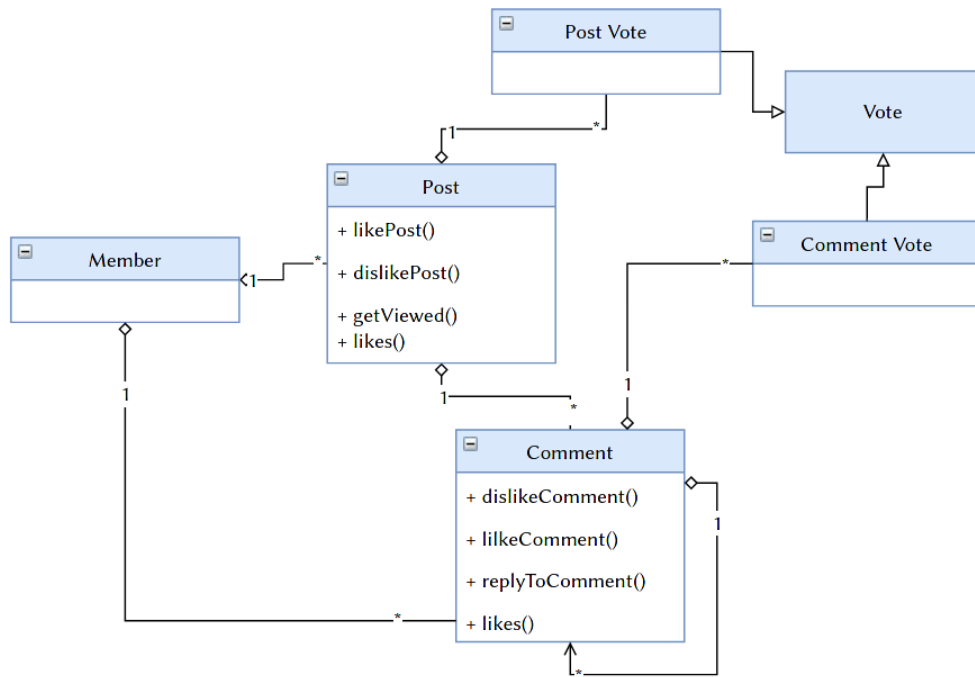 Post Vote
Vote
1
*
Post
+ likePost()
+ dislikePost()
+ getViewed()
+ likes()
Member
1
*
Comment Vote
*
1
1
*
1
*
Comment
+ dislikeComment()
+ lilkeComment()
+ replyToComment()
+ likes()
1
*